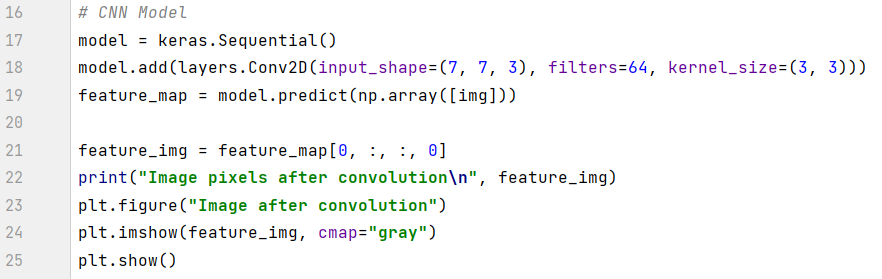 16 # CNN Model
17 model = keras.Sequential()
18 model.add(layers.Conv2D(input_shape=(7, 7, 3), filters=64, kernel_size=(3, 3)))
19 feature_map = model.predict(np.array([img]))
20
21 feature_img = feature_map[0, :, :, 0]
22 print("Image pixels after convolution\n", feature_img)
23 plt.figure("Image after convolution")
24 plt.imshow(feature_img, cmap="gray")
25 plt.show()